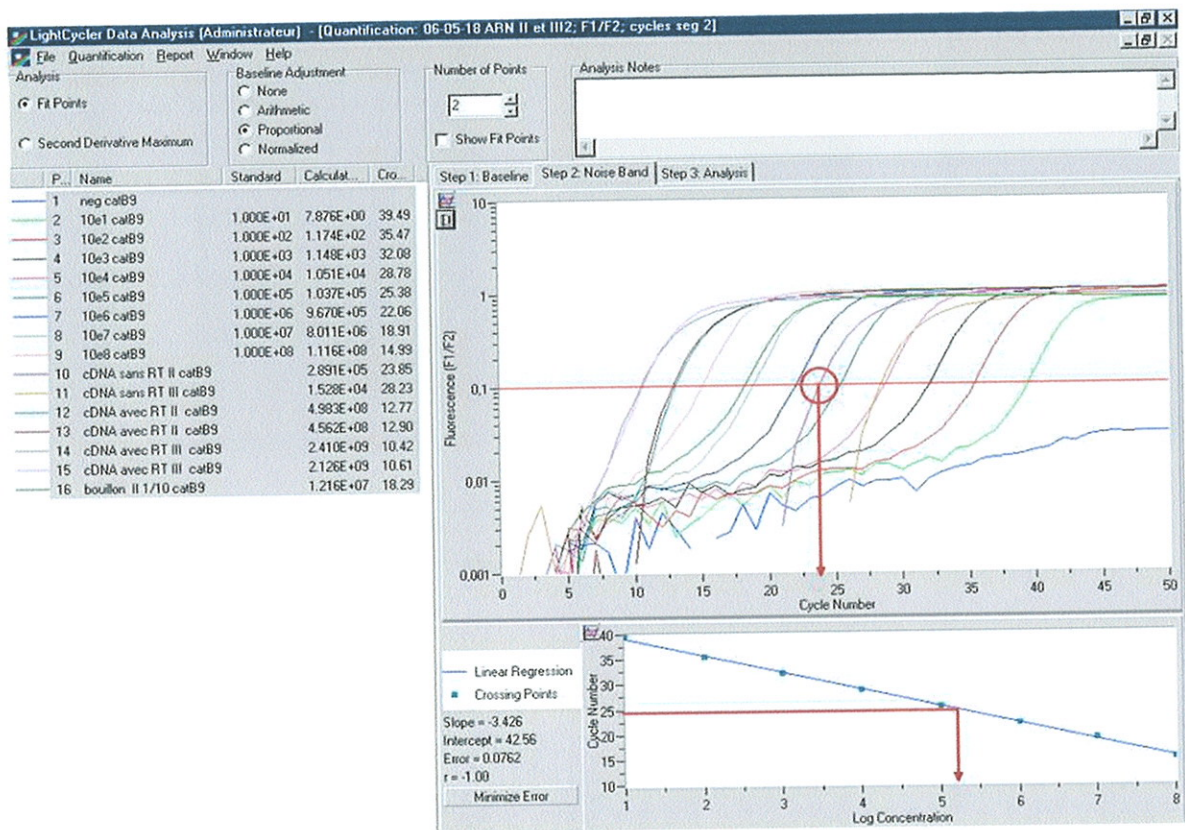 LightCycler Data Analysis [Administrateur] - [Quantification: 06-05-18 ARN II et III2; F1/F2; cycles seg 2]
File Quantification Report Window Help
Analysis
Fit Points
Second Derivative Maximum
Baseline Adjustment
None
Arithmetic
Proportional
Normalized
Number of Points
2
Show Fit Points
Analysis Notes
P... Name Standard Calculat... Cro...
1 neg catB9
2 10e1 catB9 1.000E+01 7.876E+00 39.49
3 10e2 catB9 1.000E+02 1.174E+02 35.47
4 10e3 catB9 1.000E+03 1.148E+03 32.08
5 10e4 catB9 1.000E+04 1.051E+04 28.78
6 10e5 catB9 1.000E+05 1.037E+05 25.38
7 10e6 catB9 1.000E+06 9.670E+05 22.06
8 10e7 catB9 1.000E+07 8.011E+06 18.91
9 10e8 catB9 1.000E+08 1.116E+08 14.99
10 cDNA sans RT II catB9 2.891E+05 23.85
11 cDNA sans RT III catB9 1.528E+04 28.23
12 cDNA avec RT II catB9 4.983E+08 12.77
13 cDNA avec RT II catB9 4.562E+08 12.90
14 cDNA avec RT III catB9 2.410E+09 10.42
15 cDNA avec RT III catB9 2.126E+09 10.61
16 bouillon II 1/10 catB9 1.216E+07 18.29
Step 1: Baseline Step 2: Noise Band Step 3: Analysis
Fluorescence (F1/F2)
10
1
0.1
0.01
0.001
0 5 10 15 20 25 30 35 40 45 50
Cycle Number
Linear Regression
Crossing Points
Slope = -3.426
Intercept = 42.56
Error = 0.0762
r = -1.00
Minimize Error
Cycle Number
40
35
30
25
20
15
10
1 2 3 4 5 6 7 8
Log Concentration